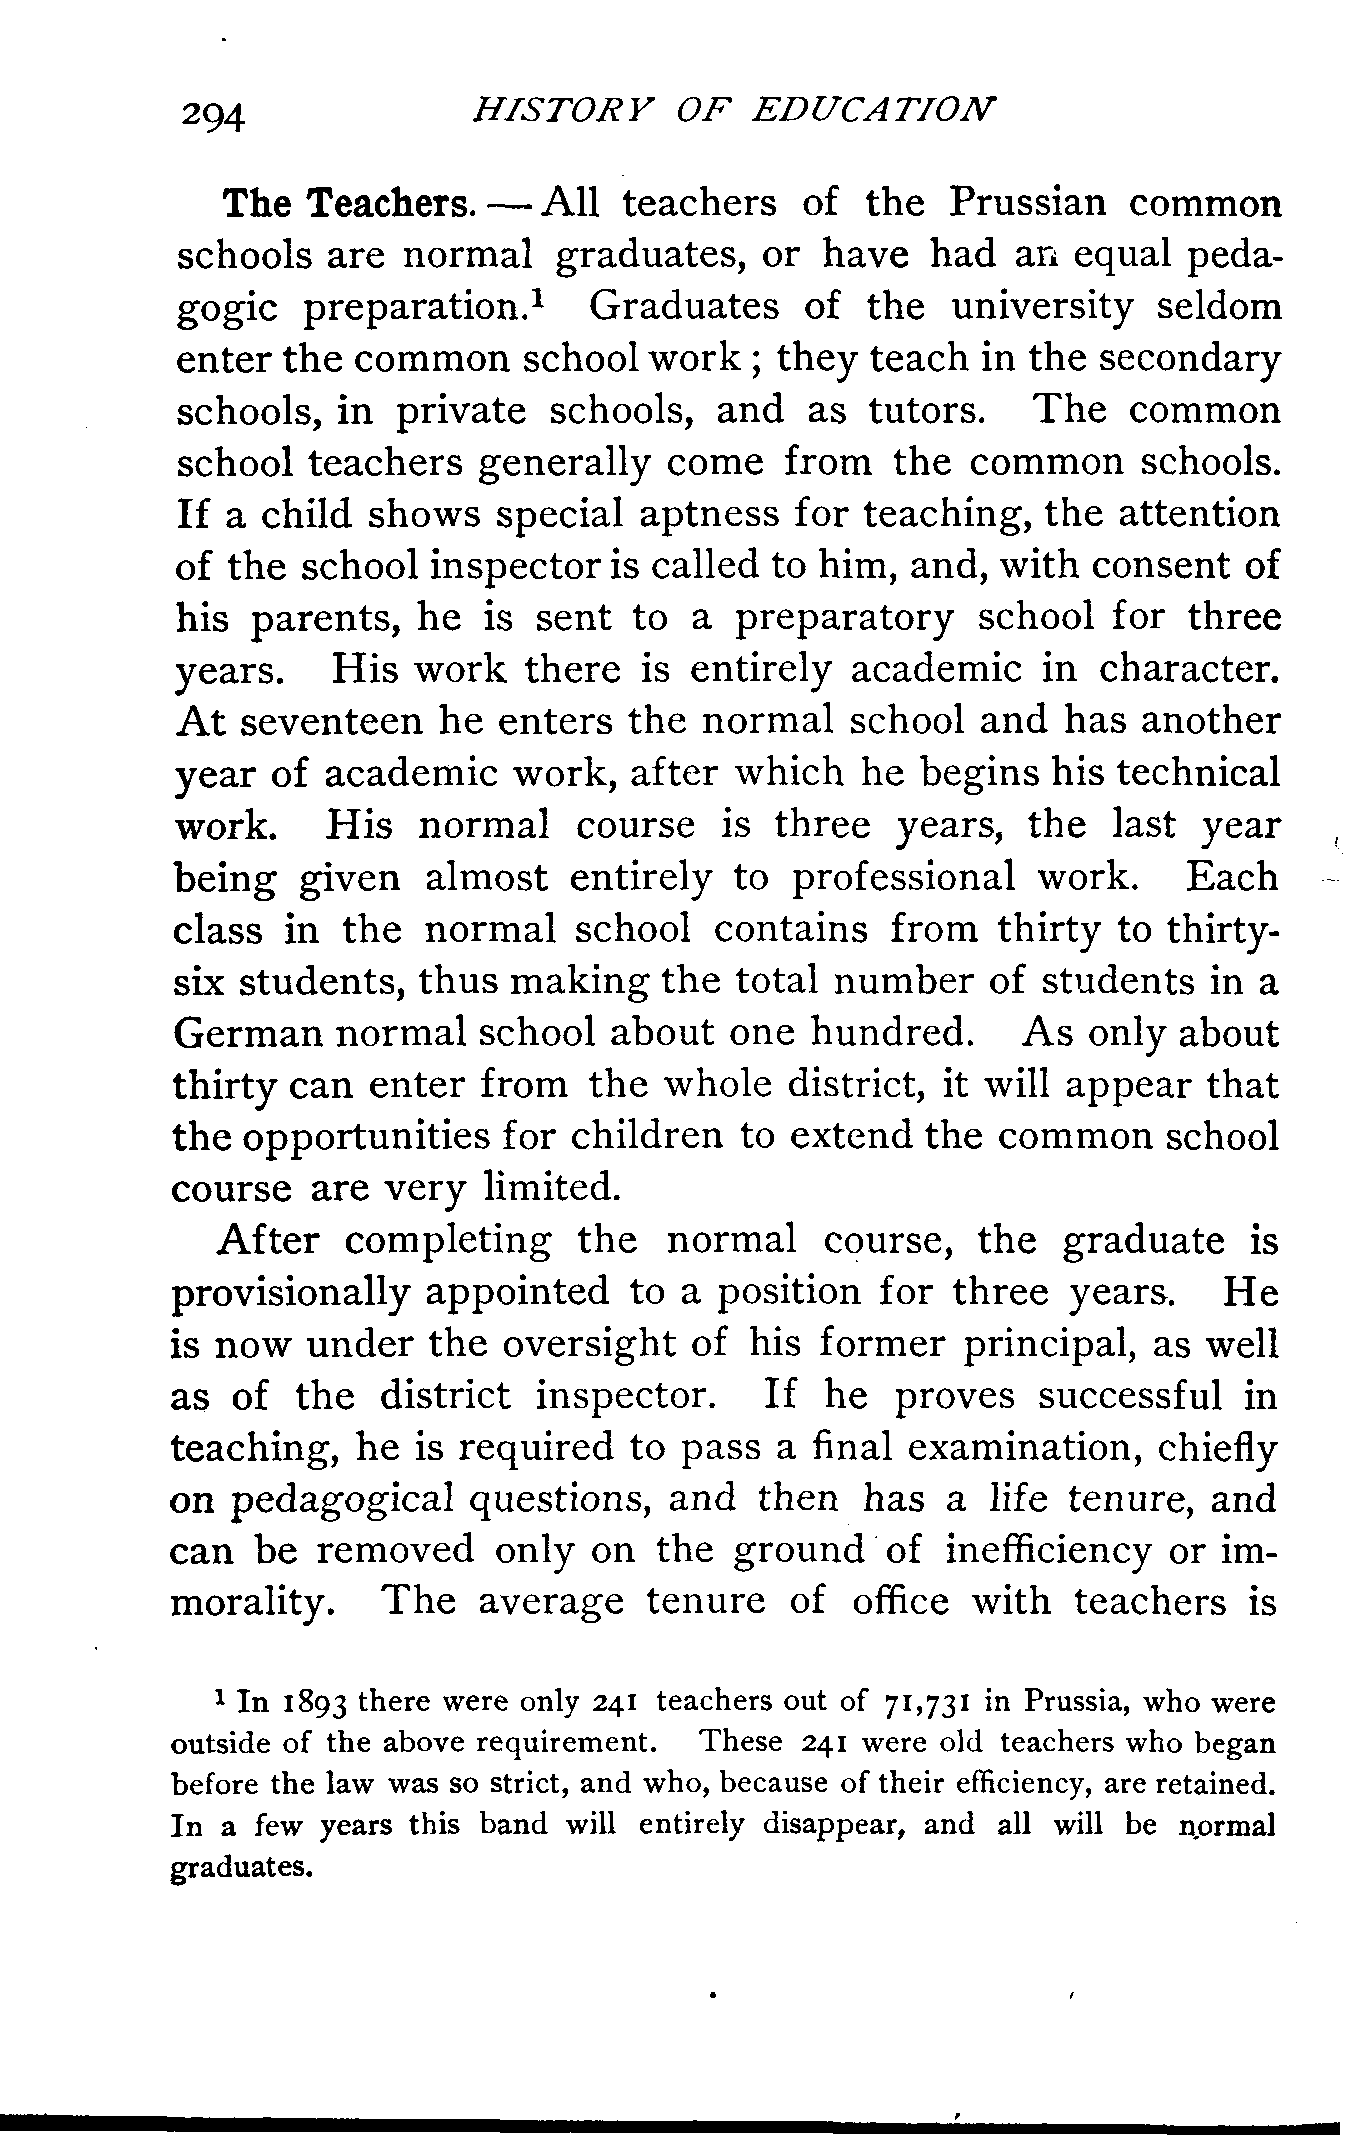 294 HISTORY OF EDUCATION
The Teachers. — All teachers of the Prussian common
schools are normal graduates, or have had an equal peda-
gogic preparation.¹ Graduates of the university seldom
enter the common school work ; they teach in the secondary
schools, in private schools, and as tutors. The common
school teachers generally come from the common schools.
If a child shows special aptness for teaching, the attention
of the school inspector is called to him, and, with consent of
his parents, he is sent to a preparatory school for three
years. His work there is entirely academic in character.
At seventeen he enters the normal school and has another
year of academic work, after which he begins his technical
work. His normal course is three years, the last year
being given almost entirely to professional work. Each
class in the normal school contains from thirty to thirty-
six students, thus making the total number of students in a
German normal school about one hundred. As only about
thirty can enter from the whole district, it will appear that
the opportunities for children to extend the common school
course are very limited.
After completing the normal course, the graduate is
provisionally appointed to a position for three years. He
is now under the oversight of his former principal, as well
as of the district inspector. If he proves successful in
teaching, he is required to pass a final examination, chiefly
on pedagogical questions, and then has a life tenure, and
can be removed only on the ground of inefficiency or im-
morality. The average tenure of office with teachers is
¹ In 1893 there were only 241 teachers out of 71,731 in Prussia, who were
outside of the above requirement. These 241 were old teachers who began
before the law was so strict, and who, because of their efficiency, are retained.
In a few years this band will entirely disappear, and all will be normal
graduates.